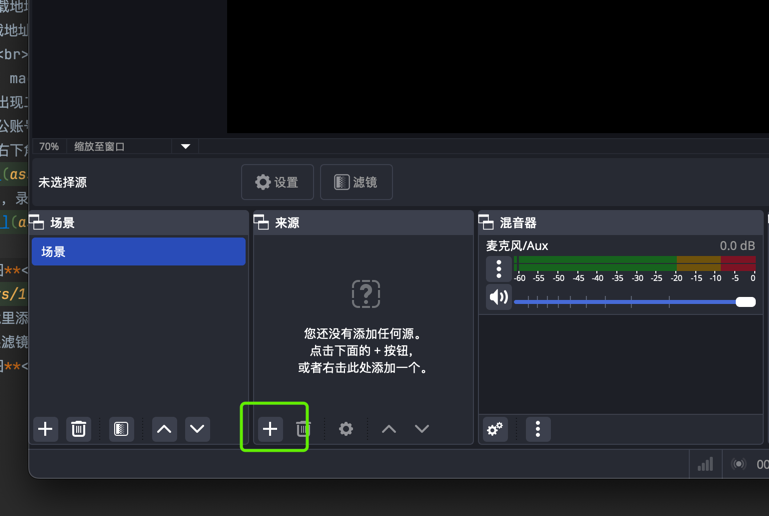 载地址
载地址
<br>
ma
出现
公账号
右下角
(as
，录
](a
**<
s/1
里添
滤镜
**<
70% 缩放至窗口
未选择源 设置 滤镜
场景
场景
来源
您还没有添加任何源。
点击下面的 + 按钮，
或者右击此处添加一个。
混音器
麦克风/Aux 0.0 dB
-60 -55 -50 -45 -40 -35 -30 -25 -20 -15 -10 -5 0
00